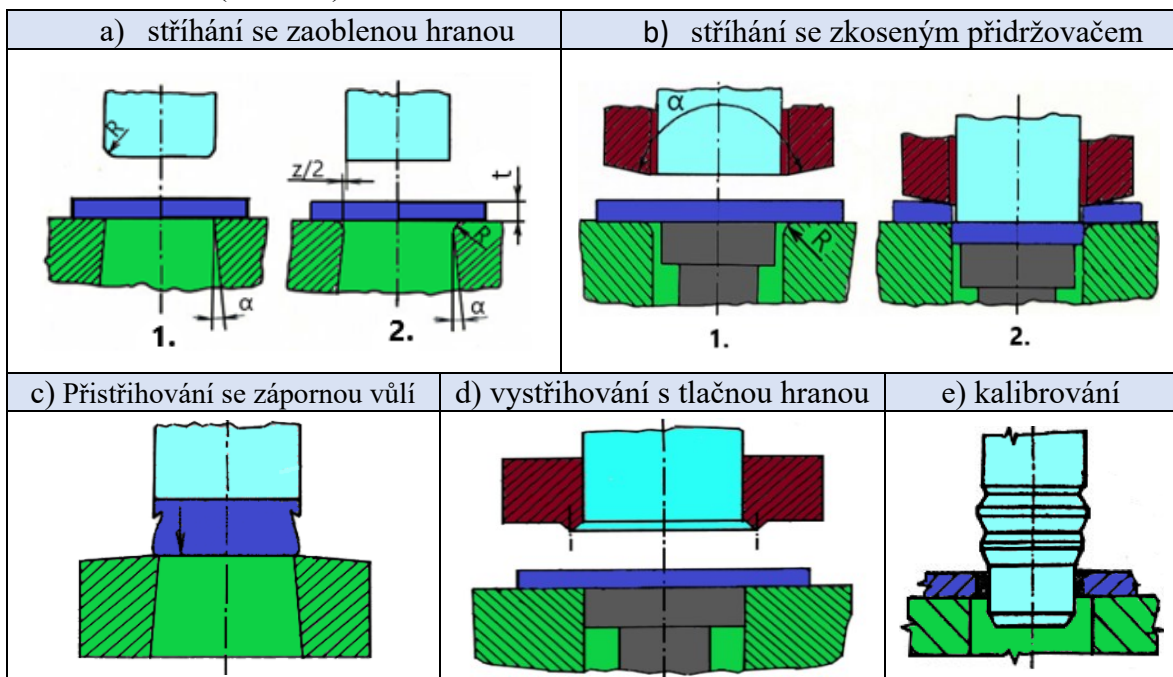 a) stříhání se zaoblenou hranou
b) stříhání se zkoseným přidržovačem
R
z/2
t
R
α
α
1.
2.
α
R
1.
2.
c) Přistřihování se zápornou vůlí
d) vystřihování s tlačnou hranou
e) kalibrování